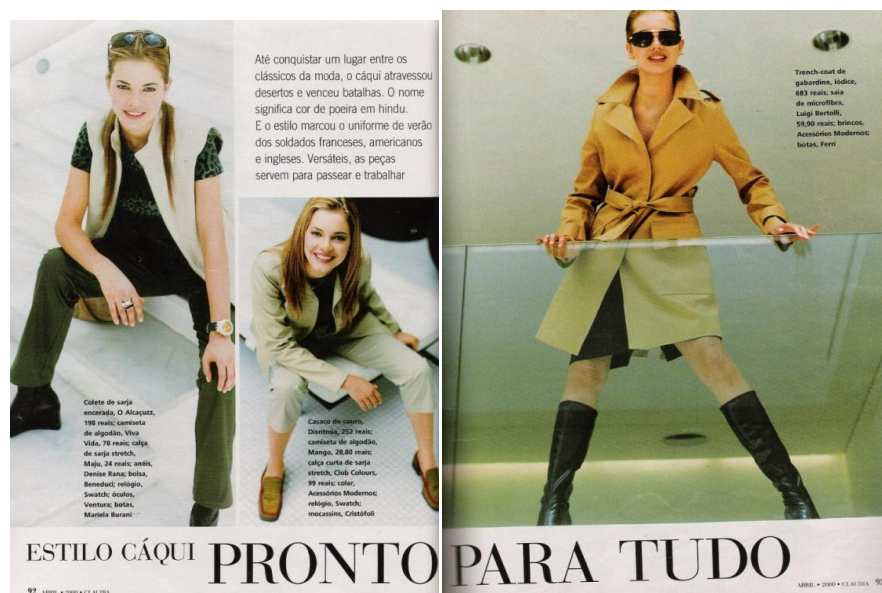 Até conquistar um lugar entre os
clássicos da moda, o cáqui atravessou
desertos e venceu batalhas. O nome
significa cor de poeira em hindu.
E o estilo marcou o uniforme de verão
dos soldados franceses, americanos
e ingleses. Versáteis, as peças
servem para passear e trabalhar
Colete de sarja
encerada, O Alcaçuzz,
198 reais; camiseta
de algodão, Viva
Vida, 78 reais; calça
de sarja stretch,
Maju, 24 reais; anéis,
Denise Rana; bolsa,
Beneduci; relógio,
Swatch; óculos,
Ventura; botas,
Mariela Burani
Casaco de couro,
Disritmia, 252 reais;
camiseta de algodão,
Mango, 28,80 reais;
calça curta de sarja
stretch, Club Colours,
99 reais; colar,
Acessórios Modernos;
relógio, Swatch;
mocassins, Cristófoli
Trench-coat de
gabardine, Iódice,
683 reais; saia
de microfibra,
Luigi Bertolli,
59,90 reais; brincos,
Acessórios Modernos;
botas, Ferri
ESTILO CÁQUI PRONTO PARA TUDO
92 ABRIL • 2000 • CLAUDIA
ABRIL • 2000 • CLAUDIA